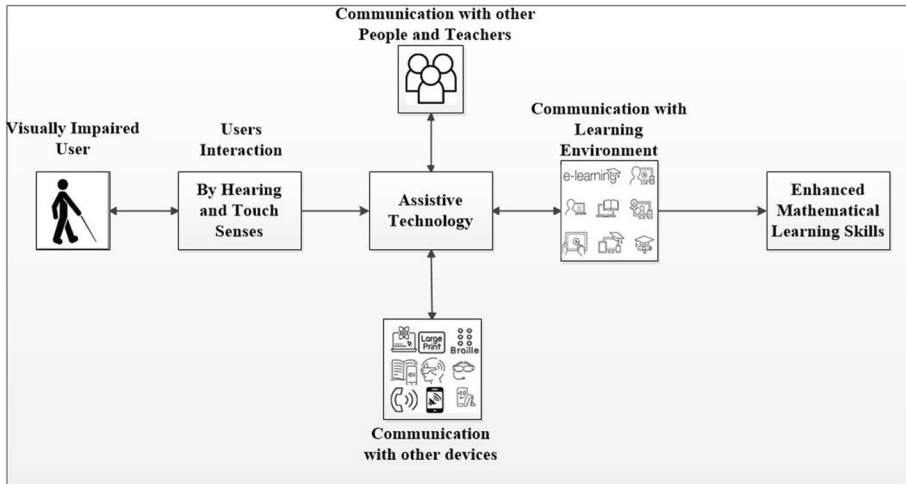 Communication with other
People and Teachers
Visually Impaired
User
Users
Interaction
By Hearing
and Touch
Senses
Assistive
Technology
Communication with
Learning
Environment
e-learning
Enhanced
Mathematical
Learning Skills
Large
Print
Braille
Communication
with other devices